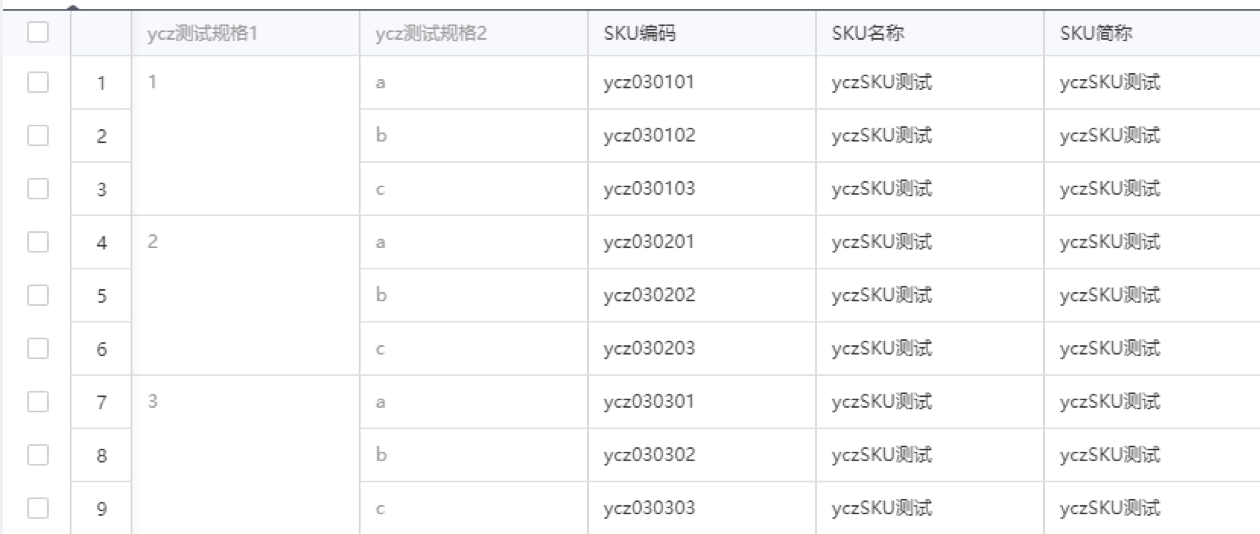 ycz测试规格1 ycz测试规格2 SKU编码 SKU名称 SKU简称
1 1 a ycz030101 yczSKU测试 yczSKU测试
2 b ycz030102 yczSKU测试 yczSKU测试
3 c ycz030103 yczSKU测试 yczSKU测试
4 2 a ycz030201 yczSKU测试 yczSKU测试
5 b ycz030202 yczSKU测试 yczSKU测试
6 c ycz030203 yczSKU测试 yczSKU测试
7 3 a ycz030301 yczSKU测试 yczSKU测试
8 b ycz030302 yczSKU测试 yczSKU测试
9 c ycz030303 yczSKU测试 yczSKU测试